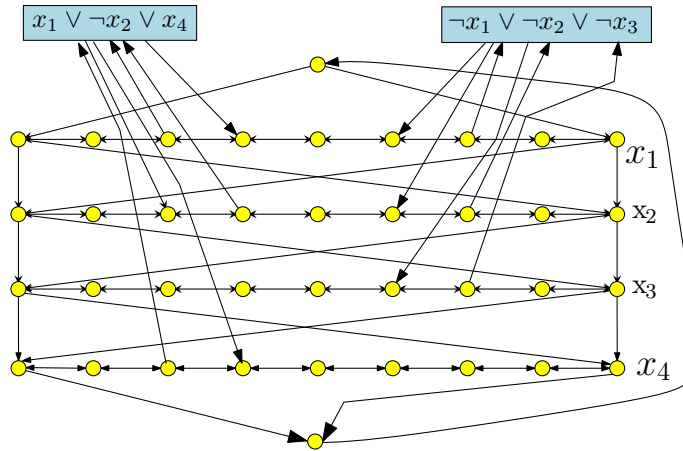 x₁ ∨ ¬x₂ ∨ x₄
¬x₁ ∨ ¬x₂ ∨ ¬x₃
x₁
x₂
x₃
x₄